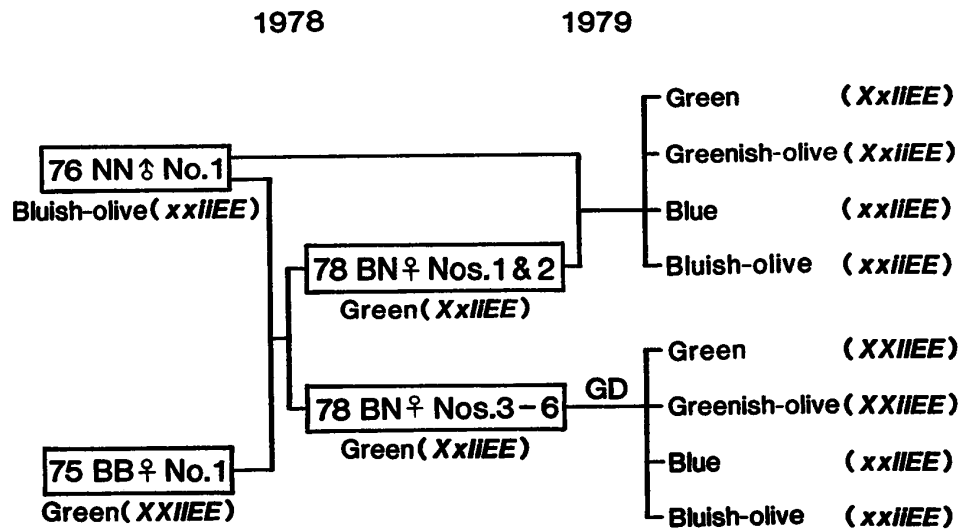 1978 1979
Green (XxIiEE)
76 NN♂ No.1
Greenish-olive (XxiiEE)
Bluish-olive (xxiiEE)
Blue (xxIiEE)
78 BN♀ Nos.1 & 2
Bluish-olive (xxiiEE)
Green (XxIiEE)
Green (XXIIEE)
78 BN♀ Nos.3-6
GD
Greenish-olive (XXiiEE)
Green (XxIiEE)
75 BB♀ No.1
Blue (xxIIEE)
Green (XXIIEE)
Bluish-olive (xxiiEE)